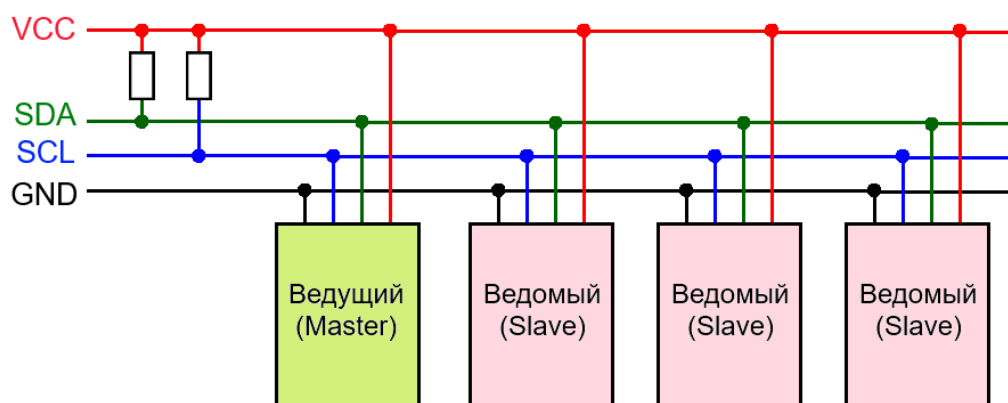 VCC
SDA
SCL
GND
Ведущий
(Master)
Ведомый
(Slave)
Ведомый
(Slave)
Ведомый
(Slave)